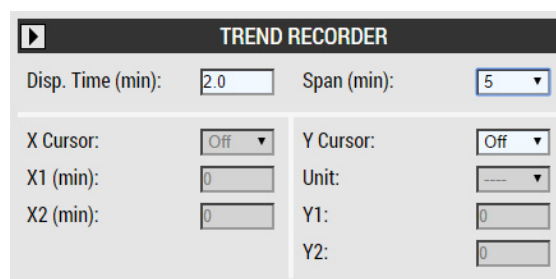 TREND RECORDER
Disp. Time (min): 2.0 Span (min): 5
X Cursor: Off Y Cursor: Off
X1 (min): 0 Unit: ----
X2 (min): 0 Y1: 0
Y2: 0